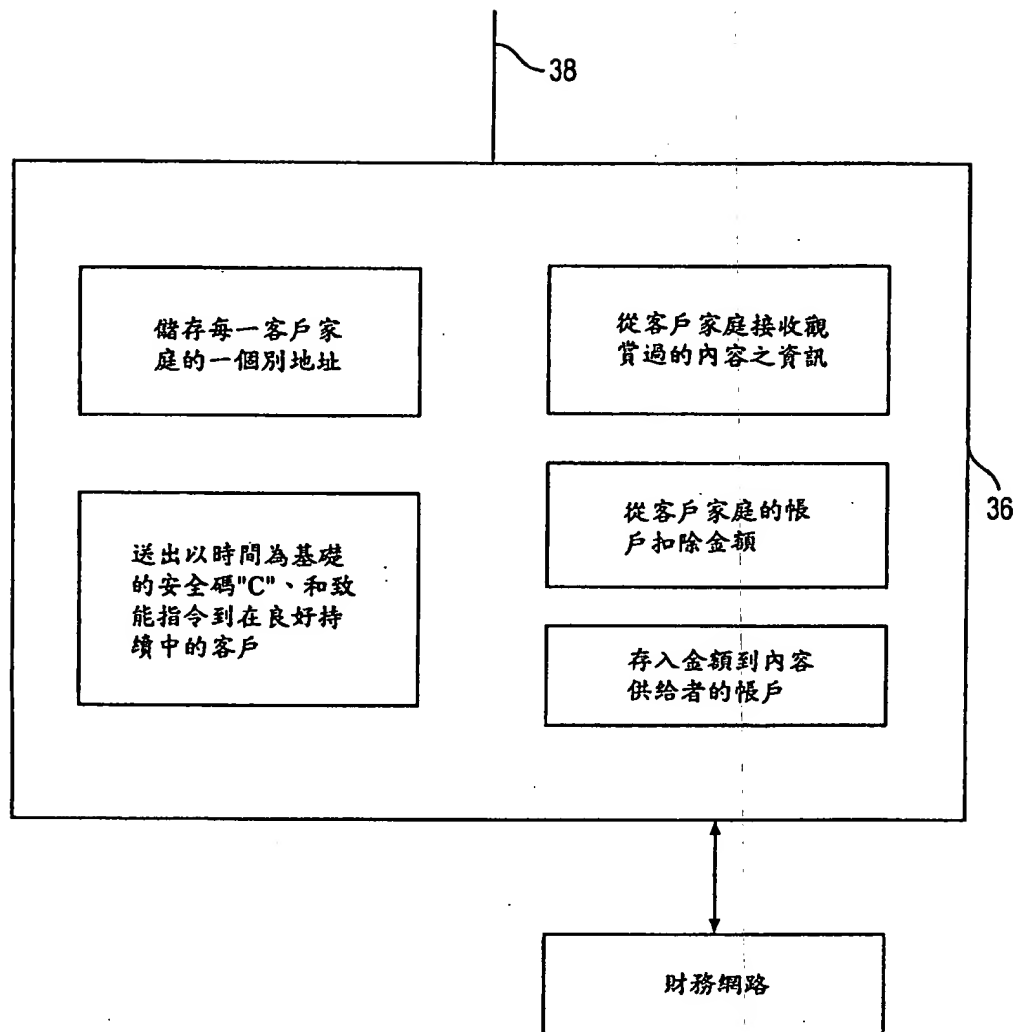 38
儲存每一客戶家
庭的一個別地址
從客戶家庭接收觀
賞過的內容之資訊
36
送出以時間為基礎
的安全碼"C"、和致
能指令到在良好持
續中的客戶
從客戶家庭的帳
戶扣除金額
存入金額到內容
供給者的帳戶
財務網路